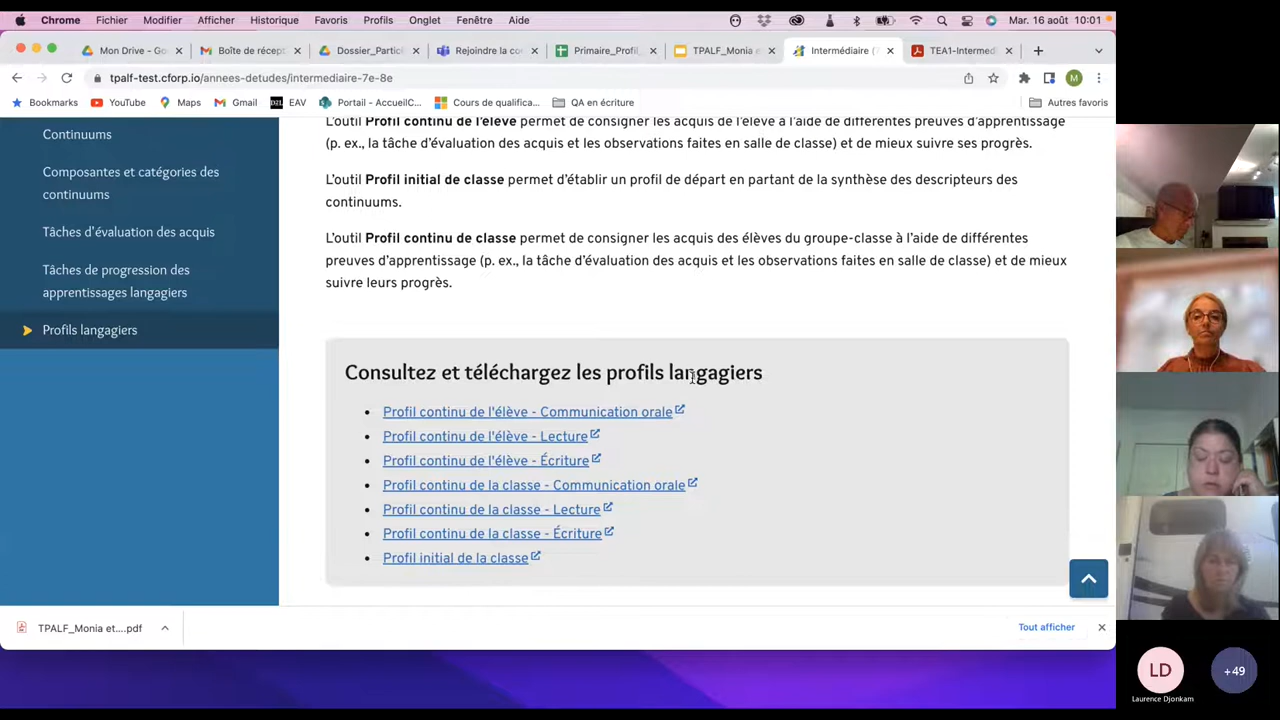 Chrome Fichier Modifier Afficher Historique Favoris Profils Onglet Fenêtre Aide Mar. 16 août 10:01
Mon Drive - Go Boîte de récept Dossier_Partici Rejoindre la co Primaire_Profil_ TPALF_Monia e Intermédiaire (7 TEA1-Intermed
tpalf-test.cforp.io/annees-detudes/intermediaire-7e-8e
Bookmarks YouTube Maps Gmail EAV Portail - AccueilC... Cours de qualifica... QA en écriture Autres favoris
Continuums
Composantes et catégories des
continuums
Tâches d'évaluation des acquis
Tâches de progression des
apprentissages langagiers
Profils langagiers
L'outil Profil continu de l'élève permet de consigner les acquis de l'élève à l'aide de différentes preuves d'apprentissage
(p. ex., la tâche d'évaluation des acquis et les observations faites en salle de classe) et de mieux suivre ses progrès.
L'outil Profil initial de classe permet d'établir un profil de départ en partant de la synthèse des descripteurs des
continuums.
L'outil Profil continu de classe permet de consigner les acquis des élèves du groupe-classe à l'aide de différentes
preuves d'apprentissage (p. ex., la tâche d'évaluation des acquis et les observations faites en salle de classe) et de mieux
suivre leurs progrès.
Consultez et téléchargez les profils langagiers
Profil continu de l'élève - Communication orale
Profil continu de l'élève - Lecture
Profil continu de l'élève - Écriture
Profil continu de la classe - Communication orale
Profil continu de la classe - Lecture
Profil continu de la classe - Écriture
Profil initial de la classe
TPALF_Monia et....pdf
Tout afficher
LD
Laurence Djonkam
+49